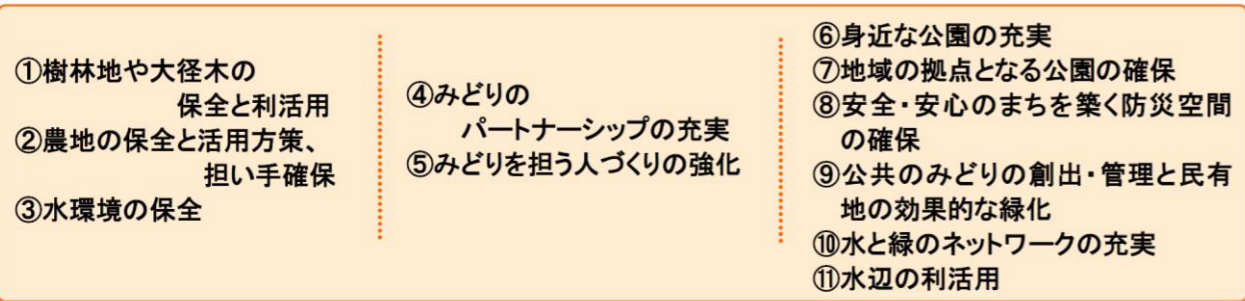 ①樹林地や大径木の
保全と利活用
②農地の保全と活用方策、
担い手確保
③水環境の保全
④みどりの
パートナーシップの充実
⑤みどりを担う人づくりの強化
⑥身近な公園の充実
⑦地域の拠点となる公園の確保
⑧安全・安心のまちを築く防災空間
の確保
⑨公共のみどりの創出・管理と民有
地の効果的な緑化
⑩水と緑のネットワークの充実
⑪水辺の利活用